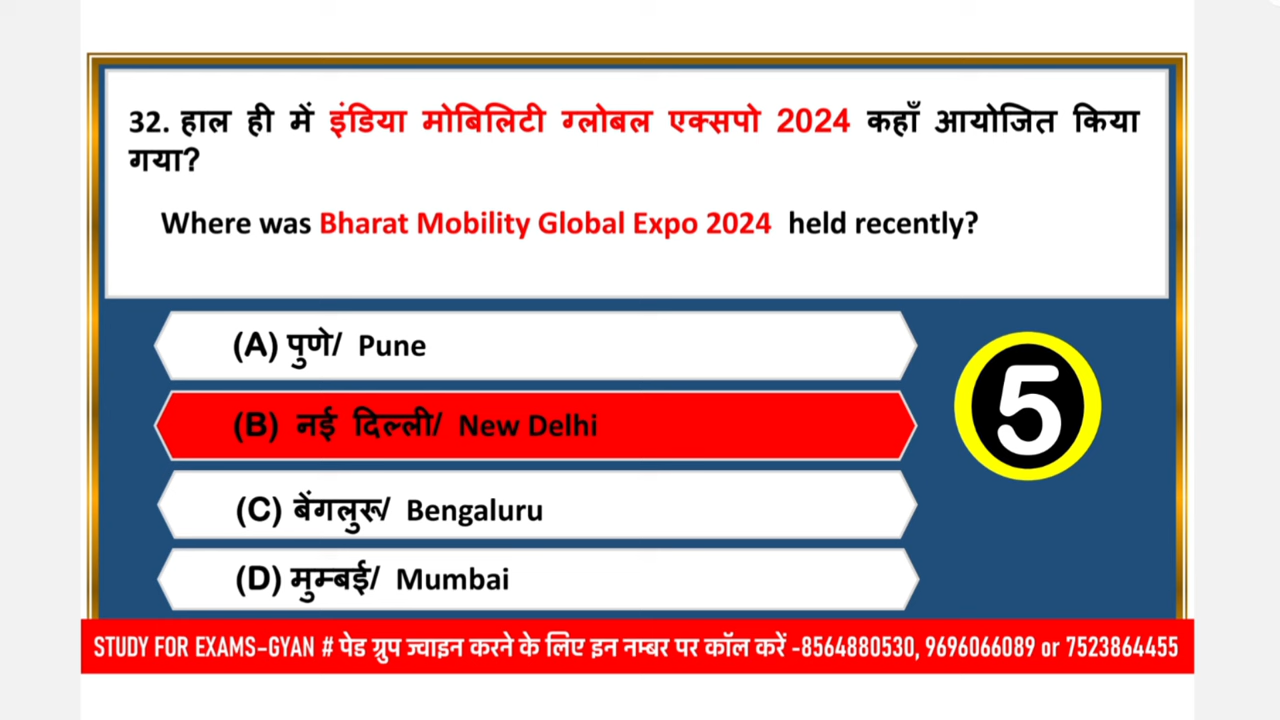 32. हाल ही में इंडिया मोबिलिटी ग्लोबल एक्सपो 2024 कहाँ आयोजित किया
गया?
Where was Bharat Mobility Global Expo 2024 held recently?
(A) पुणे/ Pune
(B) नई दिल्ली/ New Delhi
5
(C) बेंगलुरू/ Bengaluru
(D) मुम्बई/ Mumbai
STUDY FOR EXAMS-GYAN # पेड ग्रुप ज्वाइन करने के लिए इन नम्बर पर कॉल करें -8564880530, 9696066089 or 7523864455